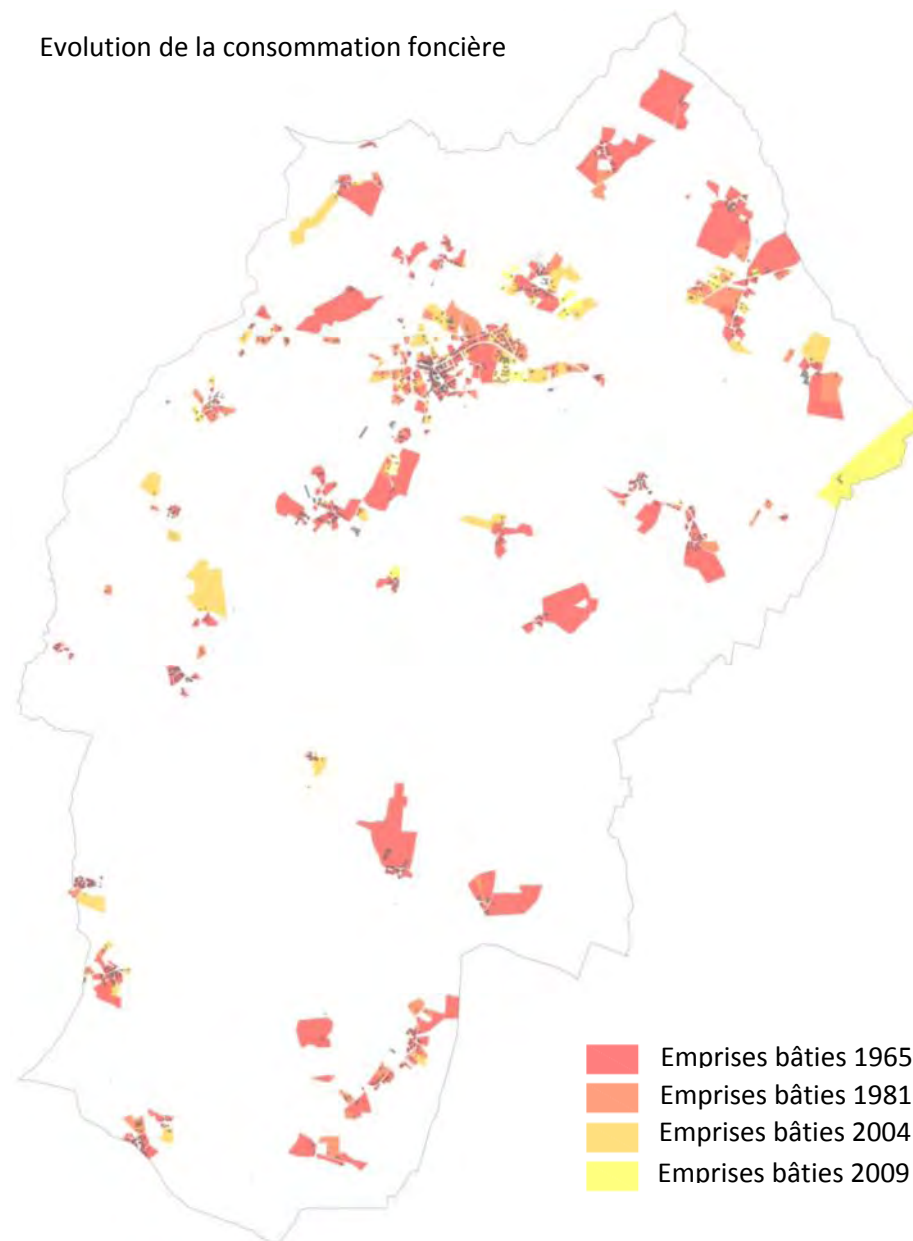 Evolution de la consommation foncière
Emprises bâties 1965
Emprises bâties 1981
Emprises bâties 2004
Emprises bâties 2009